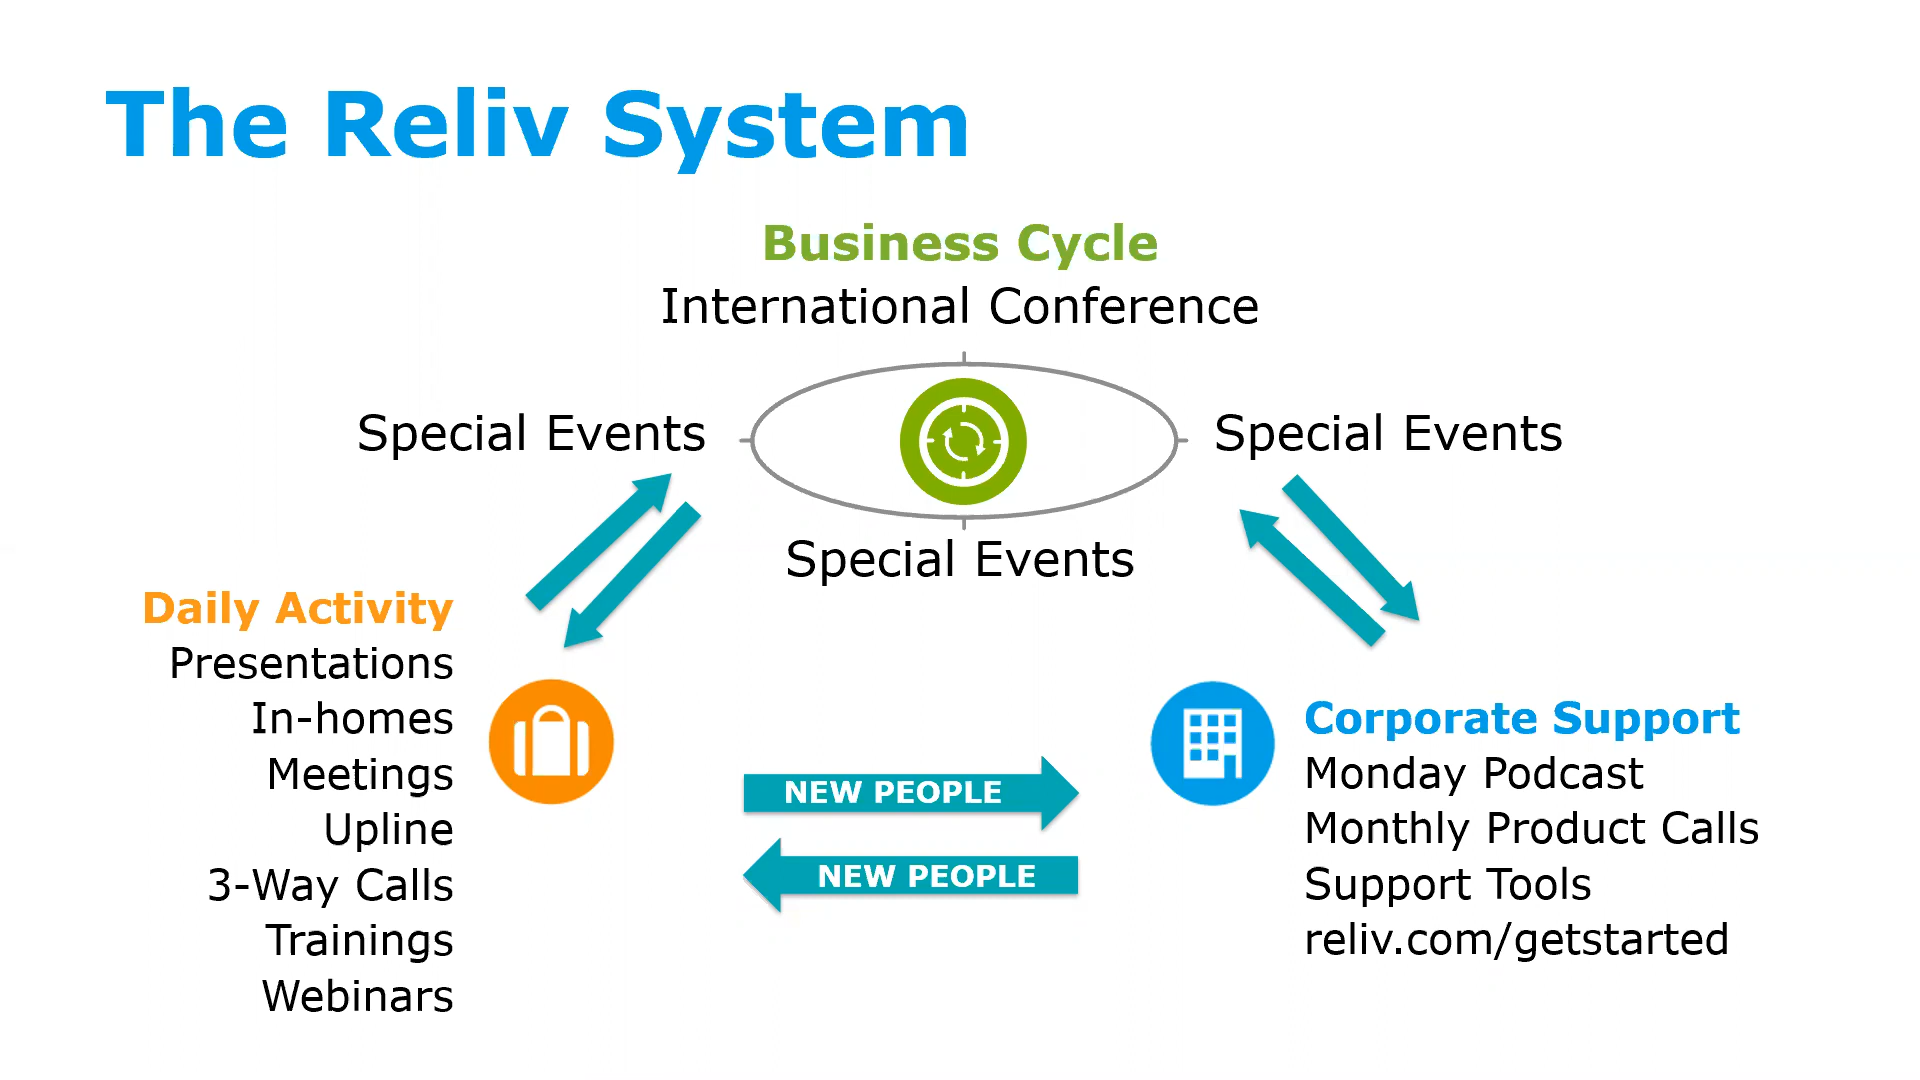 The Reliv System
Business Cycle
International Conference
Special Events
Special Events
Special Events
Daily Activity
Presentations
In-homes
Meetings
Upline
3-Way Calls
Trainings
Webinars
NEW PEOPLE
NEW PEOPLE
Corporate Support
Monday Podcast
Monthly Product Calls
Support Tools
reliv.com/getstarted